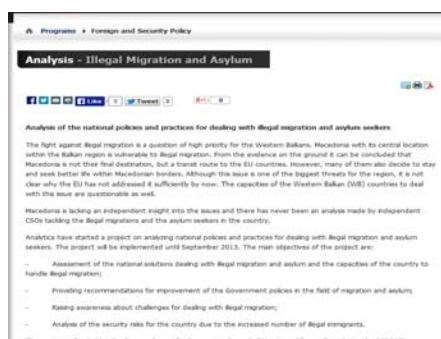 Programs › Foreign and Security Policy
Analysis - Illegal Migration and Asylum
Like 0 Tweet 3 0
Analysis of the national policies and practices for dealing with illegal migration and asylum seekers
The fight against illegal migration is a question of high priority for the Western Balkans. Macedonia with its central location
within the Balkan region is vulnerable to illegal migration. From the evidence on the ground it can be concluded that
Macedonia is not their final destination, but a transit route to the EU countries. However, many of them also decide to stay
and seek better life within Macedonian borders. Although this issue is one of the biggest threats for the region, it is not
clear why the EU has not addressed it sufficiently by now. The capacities of the Western Balkan (WB) countries to deal
with this issue are questionable as well.
Macedonia is lacking an independent insight into the issues and there has never been an analysis made by independent
CSOs tackling the illegal migrations and the asylum seekers in the country.
Analytica have started a project on analyzing national policies and practices for dealing with illegal migration and asylum
seekers. The project will be implemented until September 2013. The main objectives of the project are:
- Assessment of the national solutions dealing with illegal migration and asylum and the capacities of the country to
handle illegal migration;
- Providing recommendations for improvement of the Government policies in the field of migration and asylum;
- Raising awareness about challenges for dealing with illegal migration;
- Analysis of the security risks for the country due to the increased number of illegal immigrants.